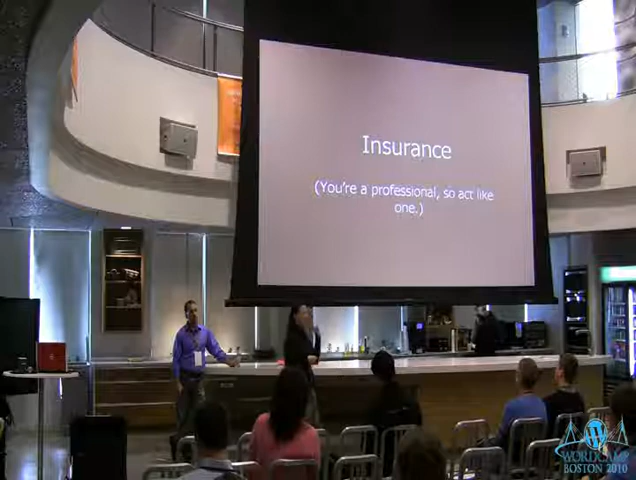 Insurance
(You're a professional, so act like
one.)
WORDCAMP
BOSTON 2010